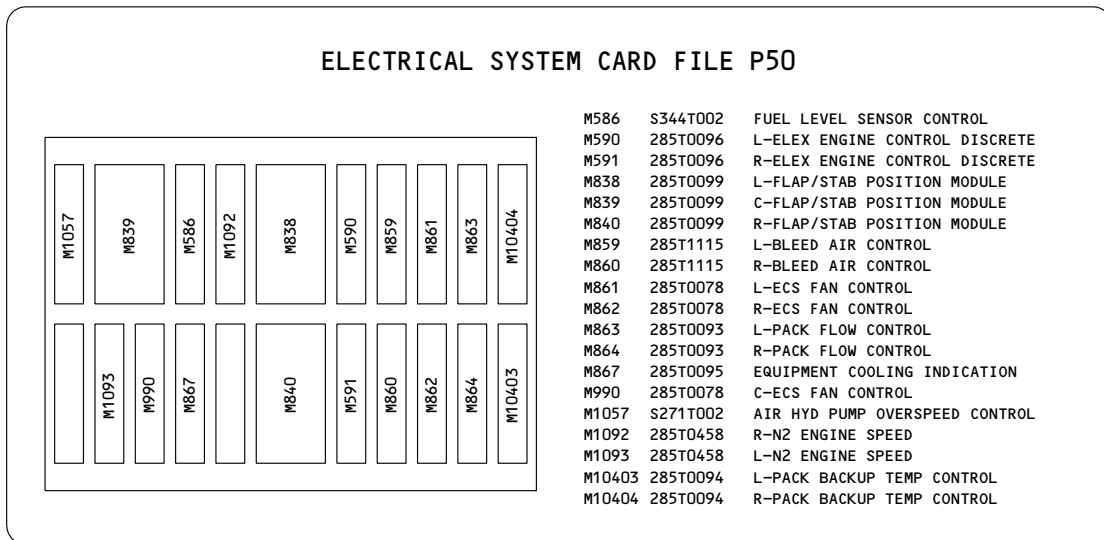 ELECTRICAL SYSTEM CARD FILE P50
M1057
M839
M586
M1092
M838
M590
M859
M861
M863
M10404
M1093
M990
M867
M840
M591
M860
M862
M864
M10403
M586 S344T002 FUEL LEVEL SENSOR CONTROL
M590 285T0096 L-ELEX ENGINE CONTROL DISCRETE
M591 285T0096 R-ELEX ENGINE CONTROL DISCRETE
M838 285T0099 L-FLAP/STAB POSITION MODULE
M839 285T0099 C-FLAP/STAB POSITION MODULE
M840 285T0099 R-FLAP/STAB POSITION MODULE
M859 285T1115 L-BLEED AIR CONTROL
M860 285T1115 R-BLEED AIR CONTROL
M861 285T0078 L-ECS FAN CONTROL
M862 285T0078 R-ECS FAN CONTROL
M863 285T0093 L-PACK FLOW CONTROL
M864 285T0093 R-PACK FLOW CONTROL
M867 285T0095 EQUIPMENT COOLING INDICATION
M990 285T0078 C-ECS FAN CONTROL
M1057 S271T002 AIR HYD PUMP OVERSPEED CONTROL
M1092 285T0458 R-N2 ENGINE SPEED
M1093 285T0458 L-N2 ENGINE SPEED
M10403 285T0094 L-PACK BACKUP TEMP CONTROL
M10404 285T0094 R-PACK BACKUP TEMP CONTROL